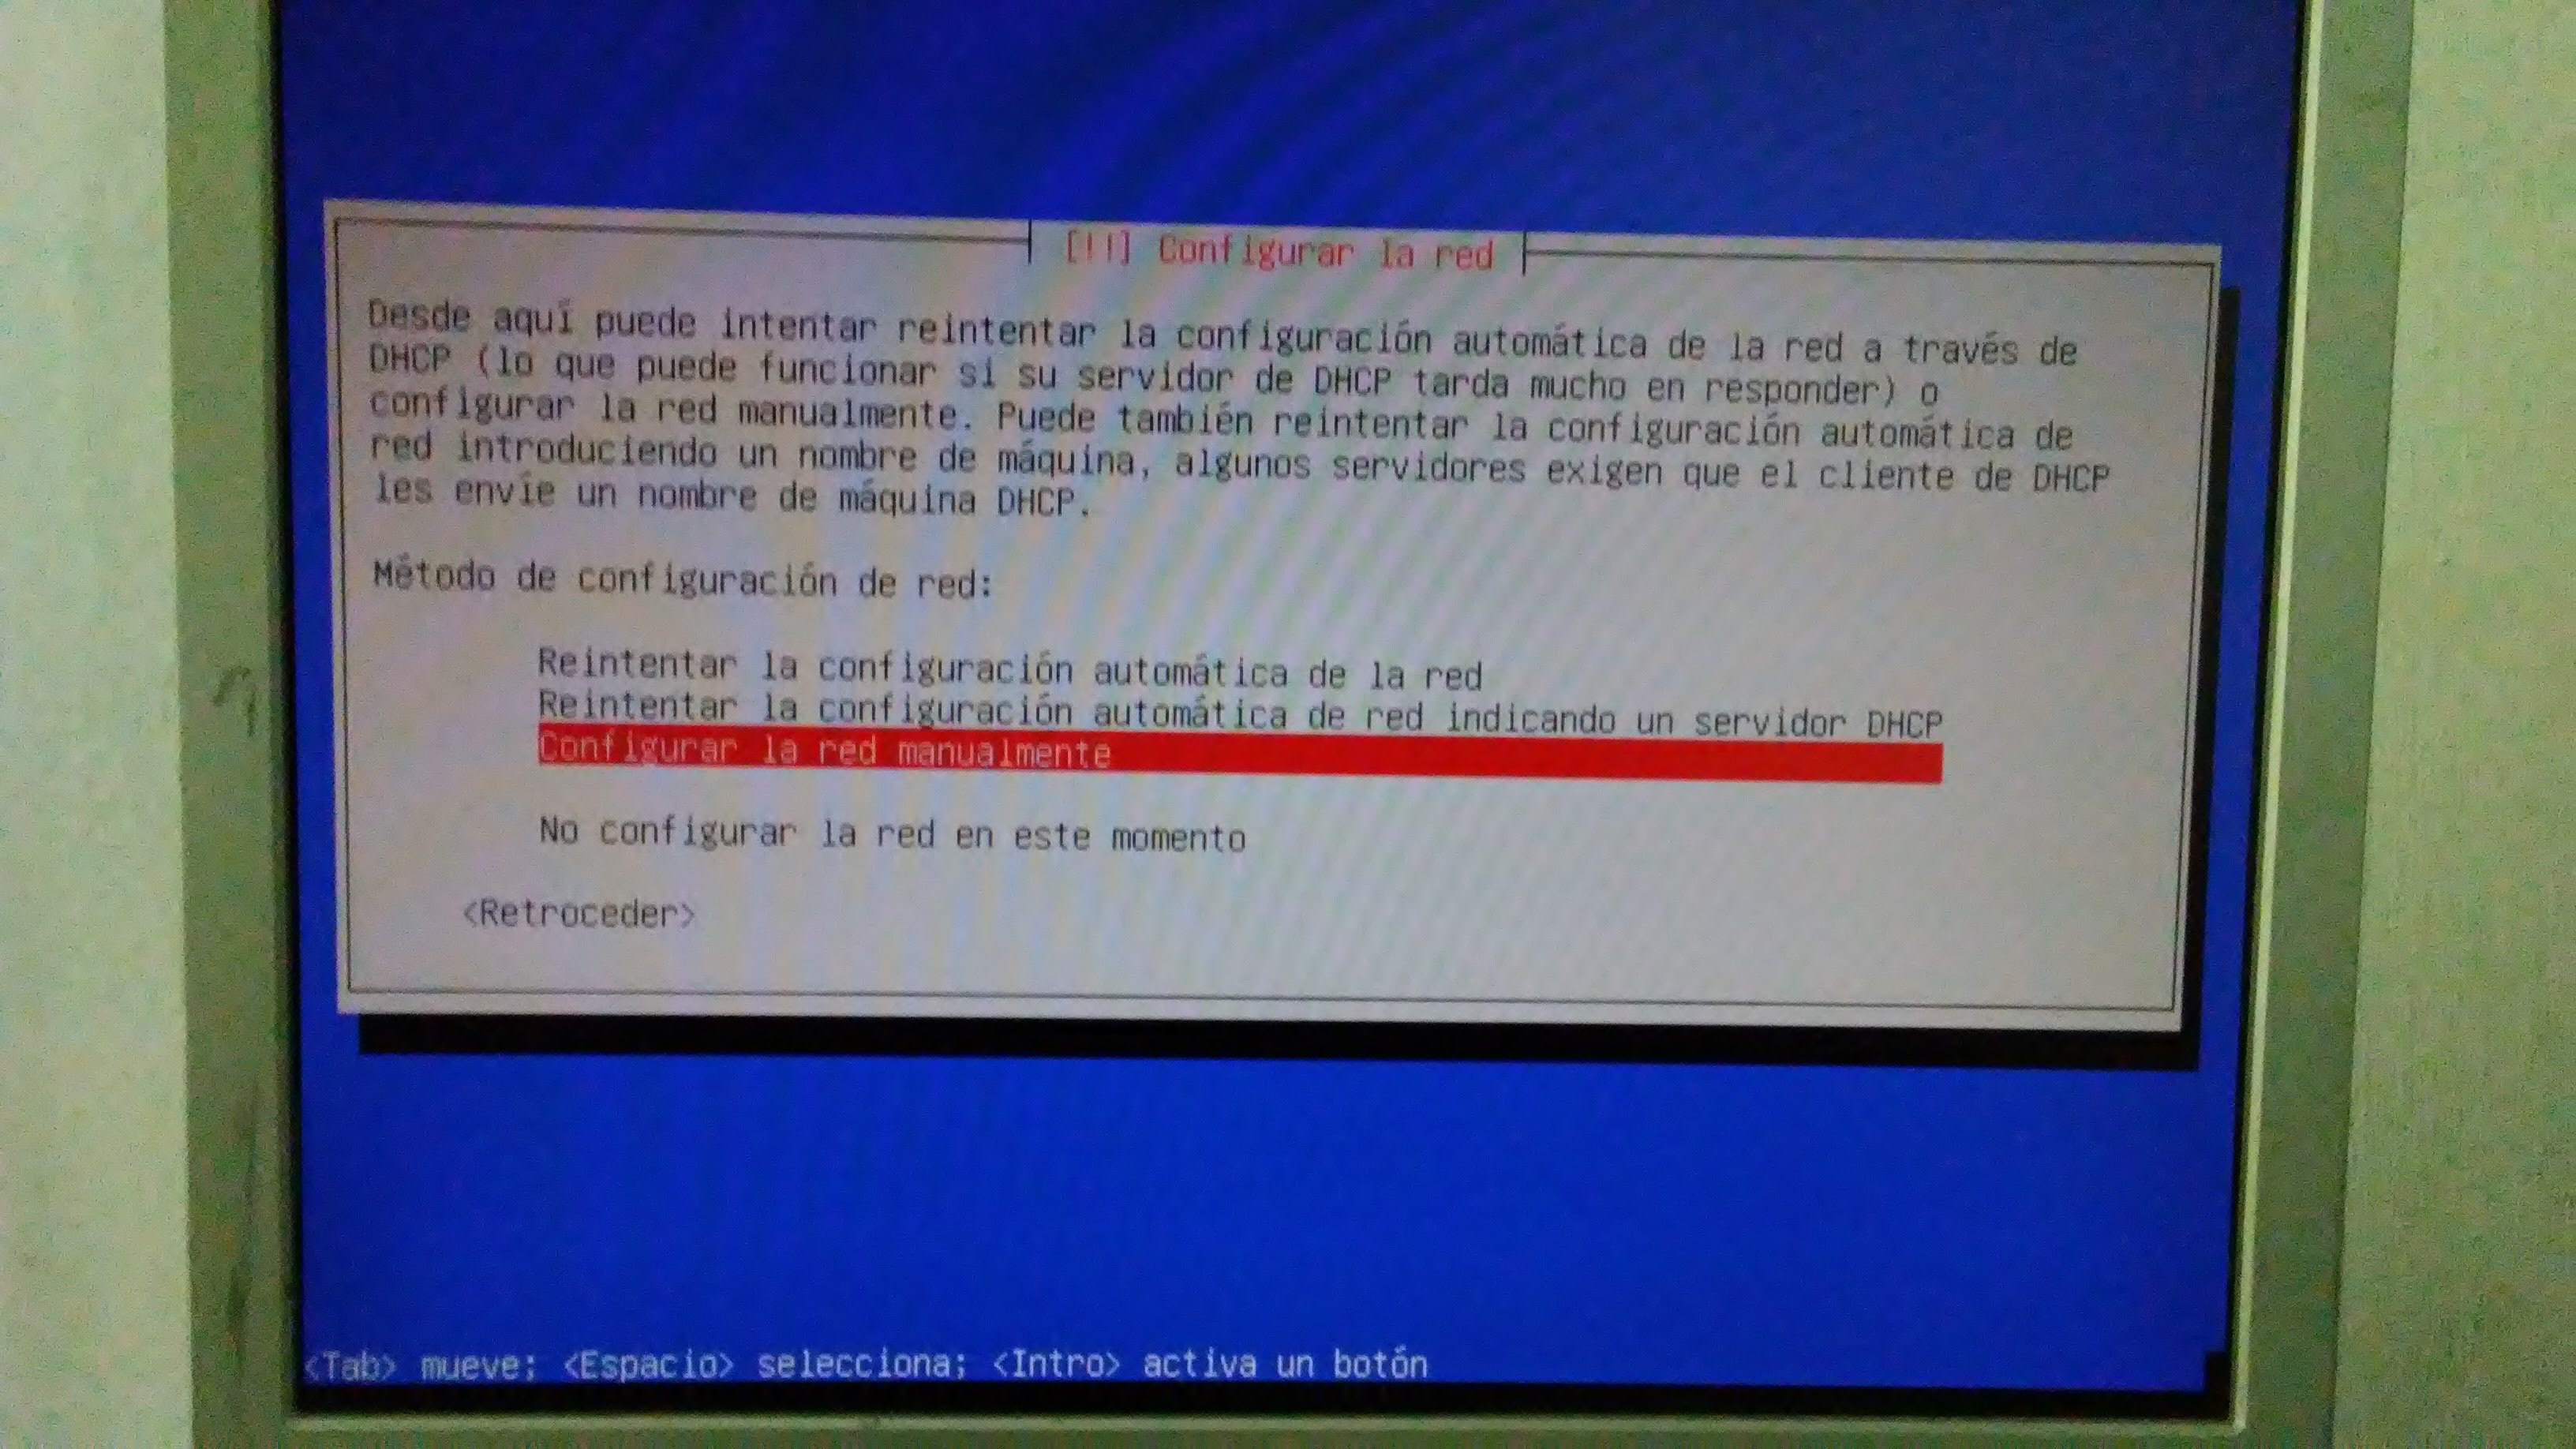 [!!] Configurar la red
Desde aquí puede intentar reintentar la configuración automática de la red a través de
DHCP (lo que puede funcionar si su servidor de DHCP tarda mucho en responder) o
configurar la red manualmente. Puede también reintentar la configuración automática de
red introduciendo un nombre de máquina, algunos servidores exigen que el cliente de DHCP
les envíe un nombre de máquina DHCP.
Método de configuración de red:
Reintentar la configuración automática de la red
Reintentar la configuración automática de red indicando un servidor DHCP
Configurar la red manualmente
No configurar la red en este momento
<Retroceder>
<Tab> mueve; <Espacio> selecciona; <Intro> activa un botón